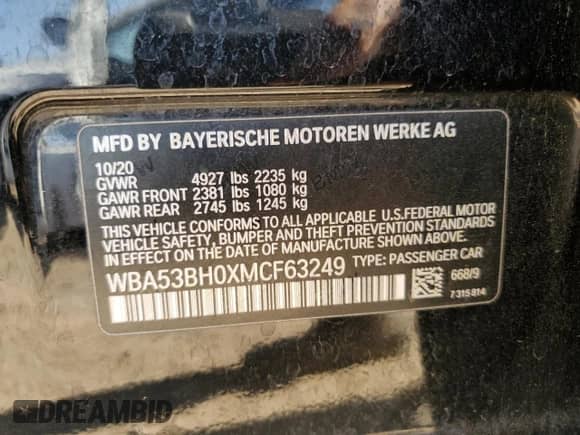 MFD BY BAYERISCHE MOTOREN WERKE AG
10/20
GVWR 4927 lbs 2235 kg
GAWR FRONT 2381 lbs 1080 kg
GAWR REAR 2745 lbs 1245 kg
THIS VEHICLE CONFORMS TO ALL APPLICABLE U.S.FEDERAL MOTOR
VEHICLE SAFETY, BUMPER AND THEFT PREVENTION STANDARDS
IN EFFECT ON THE DATE OF MANUFACTURE SHOWN ABOVE.
WBA53BH0XMCF63249 TYPE: PASSENGER CAR
668/9
7315814
DREAMBID